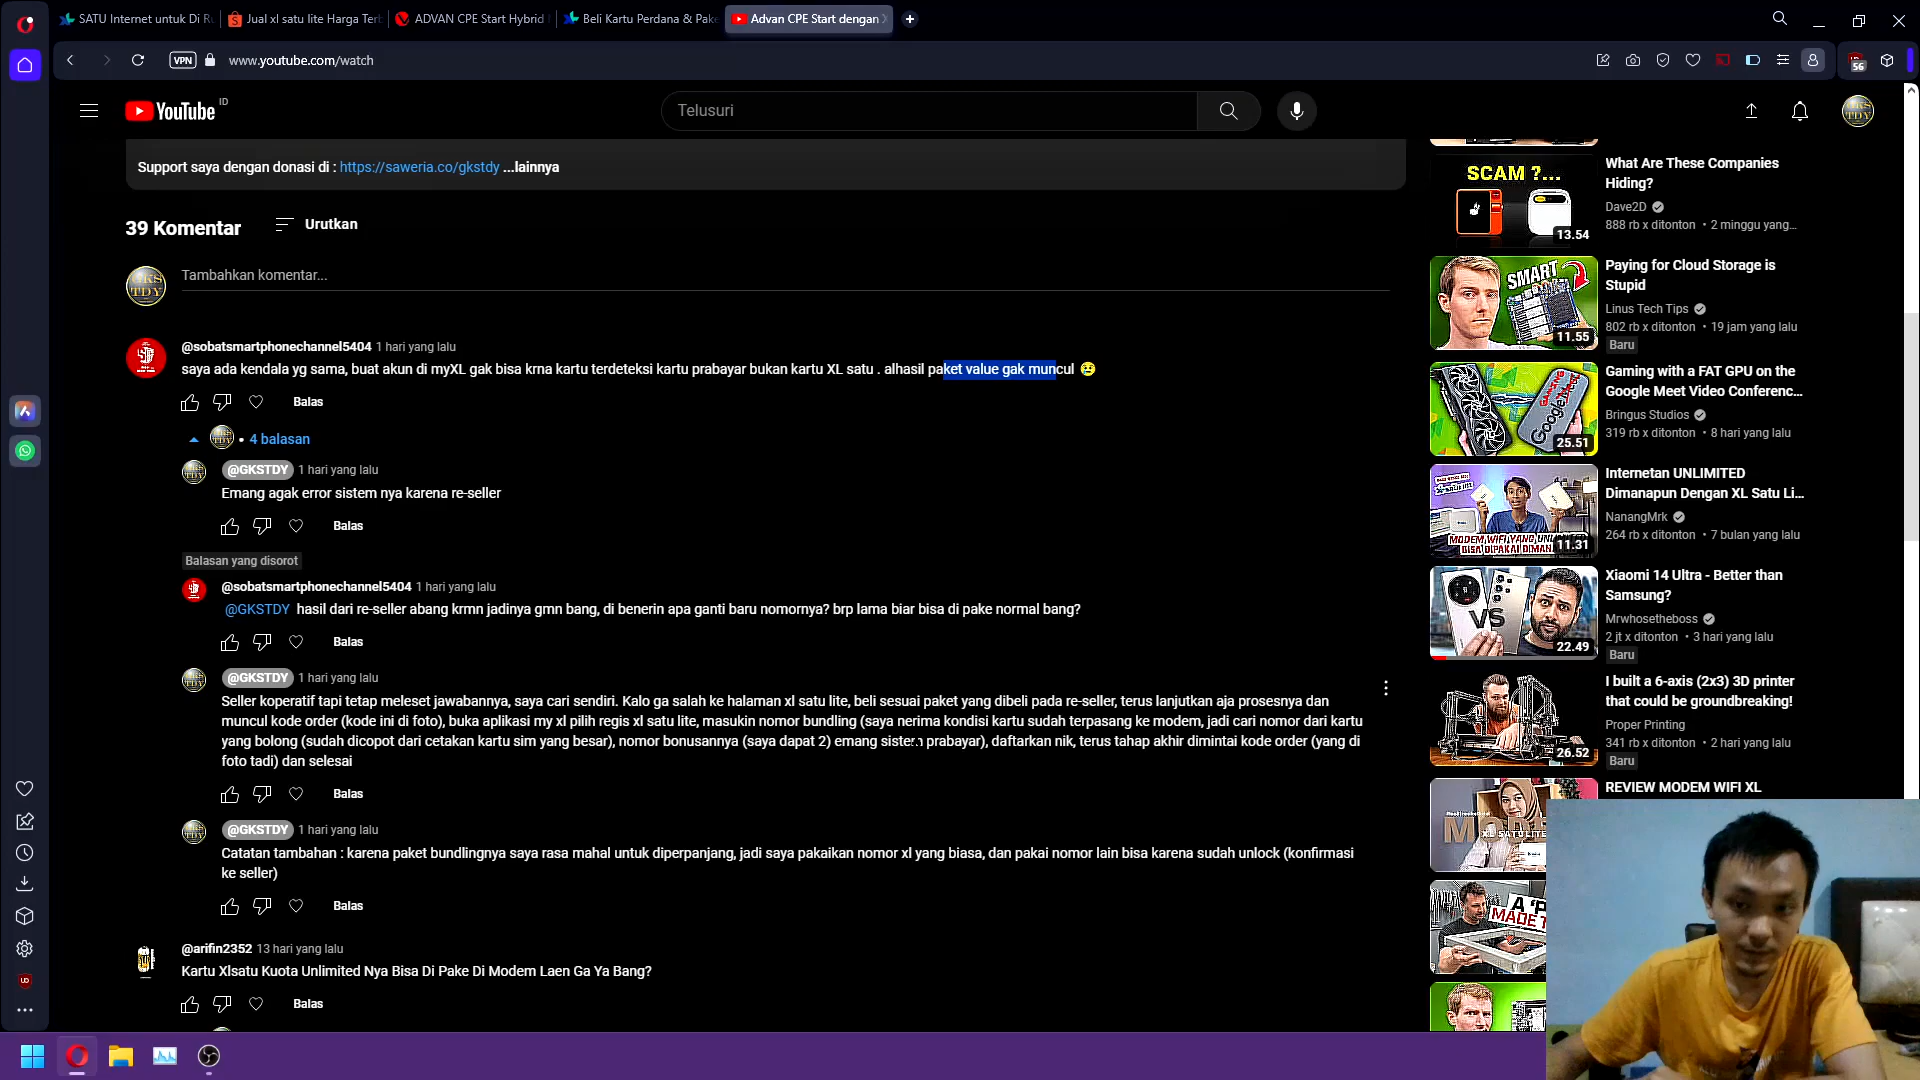 SATU Internet untuk Di R
Jual xl satu lite Harga Terb
ADVAN CPE Start Hybrid
Beli Kartu Perdana & Pak
Advan CPE Start dengan X
VPN
www.youtube.com/watch
56
YouTube ID
Telusuri
Support saya dengan donasi di : https://saweria.co/gkstdy ...lainnya
39 Komentar
Urutkan
Tambahkan komentar...
@sobatsmartphonechannel5404 1 hari yang lalu
saya ada kendala yg sama, buat akun di myXL gak bisa krna kartu terdeteksi kartu prabayar bukan kartu XL satu . alhasil paket value gak muncul 😢
Balas
• 4 balasan
@GKSTDY 1 hari yang lalu
Emang agak error sistem nya karena re-seller
Balas
Balasan yang disorot
@sobatsmartphonechannel5404 1 hari yang lalu
@GKSTDY hasil dari re-seller abang krmn jadinya gmn bang, di benerin apa ganti baru nomornya? brp lama biar bisa di pake normal bang?
Balas
@GKSTDY 1 hari yang lalu
Seller koperatif tapi tetap meleset jawabannya, saya cari sendiri. Kalo ga salah ke halaman xl satu lite, beli sesuai paket yang dibeli pada re-seller, terus lanjutkan aja prosesnya dan
muncul kode order (kode ini di foto), buka aplikasi my xl pilih regis xl satu lite, masukin nomor bundling (saya nerima kondisi kartu sudah terpasang ke modem, jadi cari nomor dari kartu
yang bolong (sudah dicopot dari cetakan kartu sim yang besar), nomor bonusannya (saya dapat 2) emang sistem prabayar), daftarkan nik, terus tahap akhir dimintai kode order (yang di
foto tadi) dan selesai
Balas
@GKSTDY 1 hari yang lalu
Catatan tambahan : karena paket bundlingnya saya rasa mahal untuk diperpanjang, jadi saya pakaikan nomor xl yang biasa, dan pakai nomor lain bisa karena sudah unlock (konfirmasi
ke seller)
Balas
@arifin2352 13 hari yang lalu
Kartu Xlsatu Kuota Unlimited Nya Bisa Di Pake Di Modem Laen Ga Ya Bang?
Balas
SCAM ?...
13.54
What Are These Companies
Hiding?
Dave2D
888 rb x ditonton • 2 minggu yang...
SMART
11.55
Paying for Cloud Storage is
Stupid
Linus Tech Tips
802 rb x ditonton • 19 jam yang lalu
Baru
Google Meet
25.51
Gaming with a FAT GPU on the
Google Meet Video Conferenc...
Bringus Studios
319 rb x ditonton • 8 hari yang lalu
MODEM WIFI YANG UNL
BISA DIPAKAI DIMAN
11.31
Internetan UNLIMITED
Dimanapun Dengan XL Satu Li...
NanangMrk
264 rb x ditonton • 7 bulan yang lalu
VS
22.49
Xiaomi 14 Ultra - Better than
Samsung?
Mrwhosetheboss
2 jt x ditonton • 3 hari yang lalu
Baru
26.52
I built a 6-axis (2x3) 3D printer
that could be groundbreaking!
Proper Printing
341 rb x ditonton • 2 hari yang lalu
Baru
MOD
XL SATU LITE
REVIEW MODEM WIFI XL
A 'P
MADE T